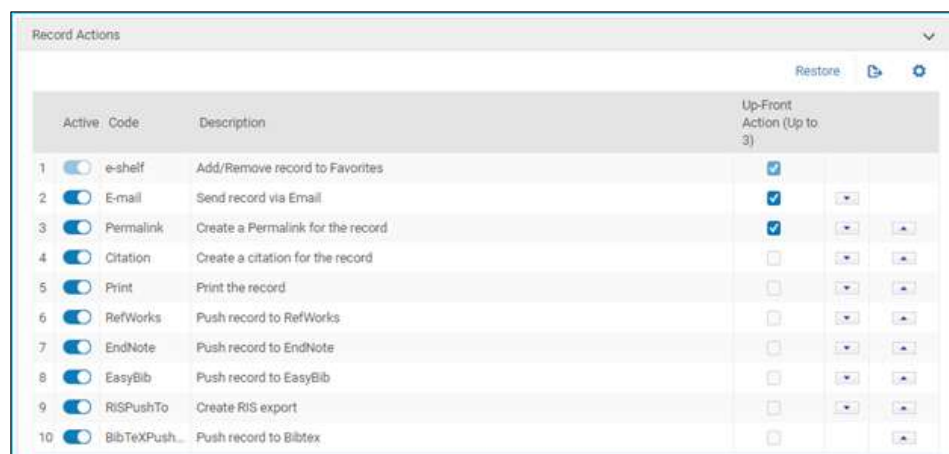 Record Actions
Restore
Active Code Description Up-Front Action (Up to 3)
1 e-shelf Add/Remove record to Favorites
2 E-mail Send record via Email
3 Permalink Create a Permalink for the record
4 Citation Create a citation for the record
5 Print Print the record
6 RefWorks Push record to RefWorks
7 EndNote Push record to EndNote
8 EasyBib Push record to EasyBib
9 RISPushTo Create RIS export
10 BibTeXPush... Push record to Bibtex